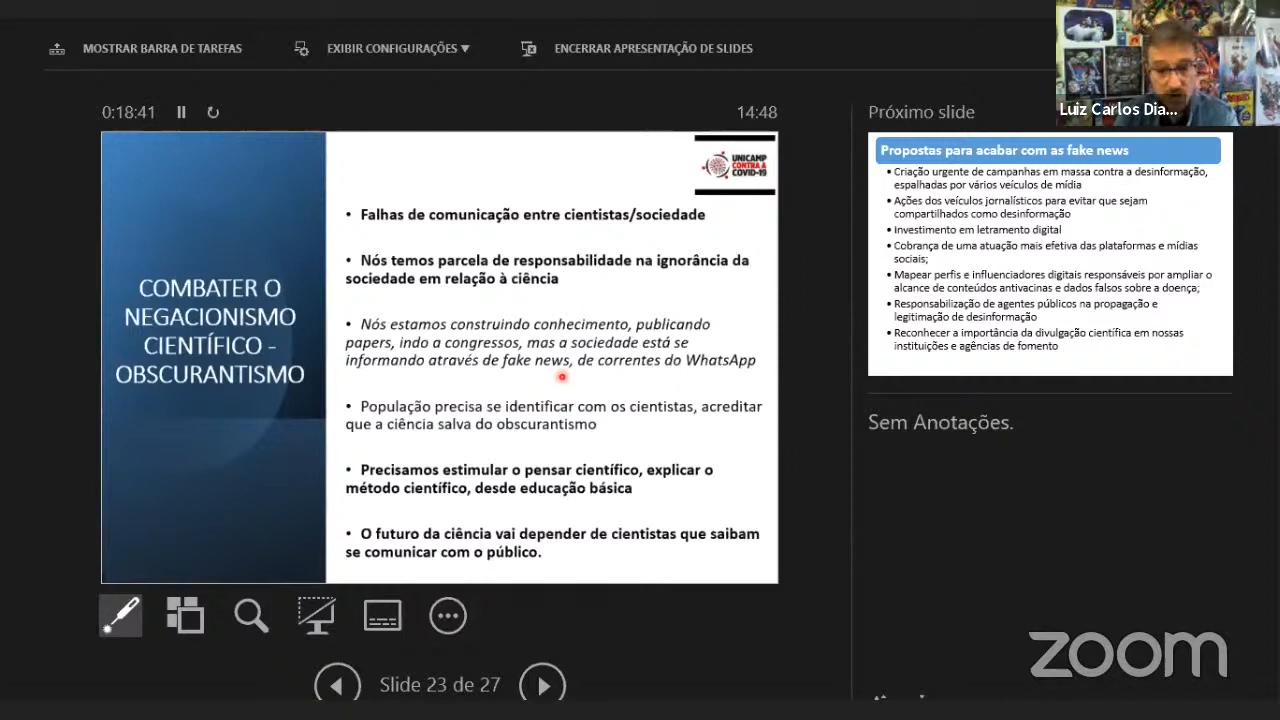 MOSTRAR BARRA DE TAREFAS
EXIBIR CONFIGURAÇÕES ▼
ENCERRAR APRESENTAÇÃO DE SLIDES
Luiz Carlos Dia...
0:18:41
14:48
UNICAMP
CONTRA A
COVID-19
COMBATER O
NEGACIONISMO
CIENTÍFICO -
OBSCURANTISMO
• Falhas de comunicação entre cientistas/sociedade
• Nós temos parcela de responsabilidade na ignorância da
sociedade em relação à ciência
Nós estamos construindo conhecimento, publicando
papers, indo a congressos, mas a sociedade está se
informando através de fake news, de correntes do WhatsApp
• População precisa se identificar com os cientistas, acreditar
que a ciência salva do obscurantismo
• Precisamos estimular o pensar científico, explicar o
método científico, desde educação básica
• O futuro da ciência vai depender de cientistas que saibam
se comunicar com o público.
Slide 23 de 27
Próximo slide
Propostas para acabar com as fake news
• Criação urgente de campanhas em massa contra a desinformação,
espalhadas por vários veículos de mídia
• Ações dos veículos jornalísticos para evitar que sejam
compartilhados como desinformação
• Investimento em letramento digital
• Cobrança de uma atuação mais efetiva das plataformas e mídias
sociais;
• Mapear perfis e influenciadores digitais responsáveis por ampliar o
alcance de conteúdos antivacinas e dados falsos sobre a doença;
• Responsabilização de agentes públicos na propagação e
legitimação de desinformação
• Reconhecer a importância da divulgação científica em nossas
instituições e agências de fomento
Sem Anotações.
zoom